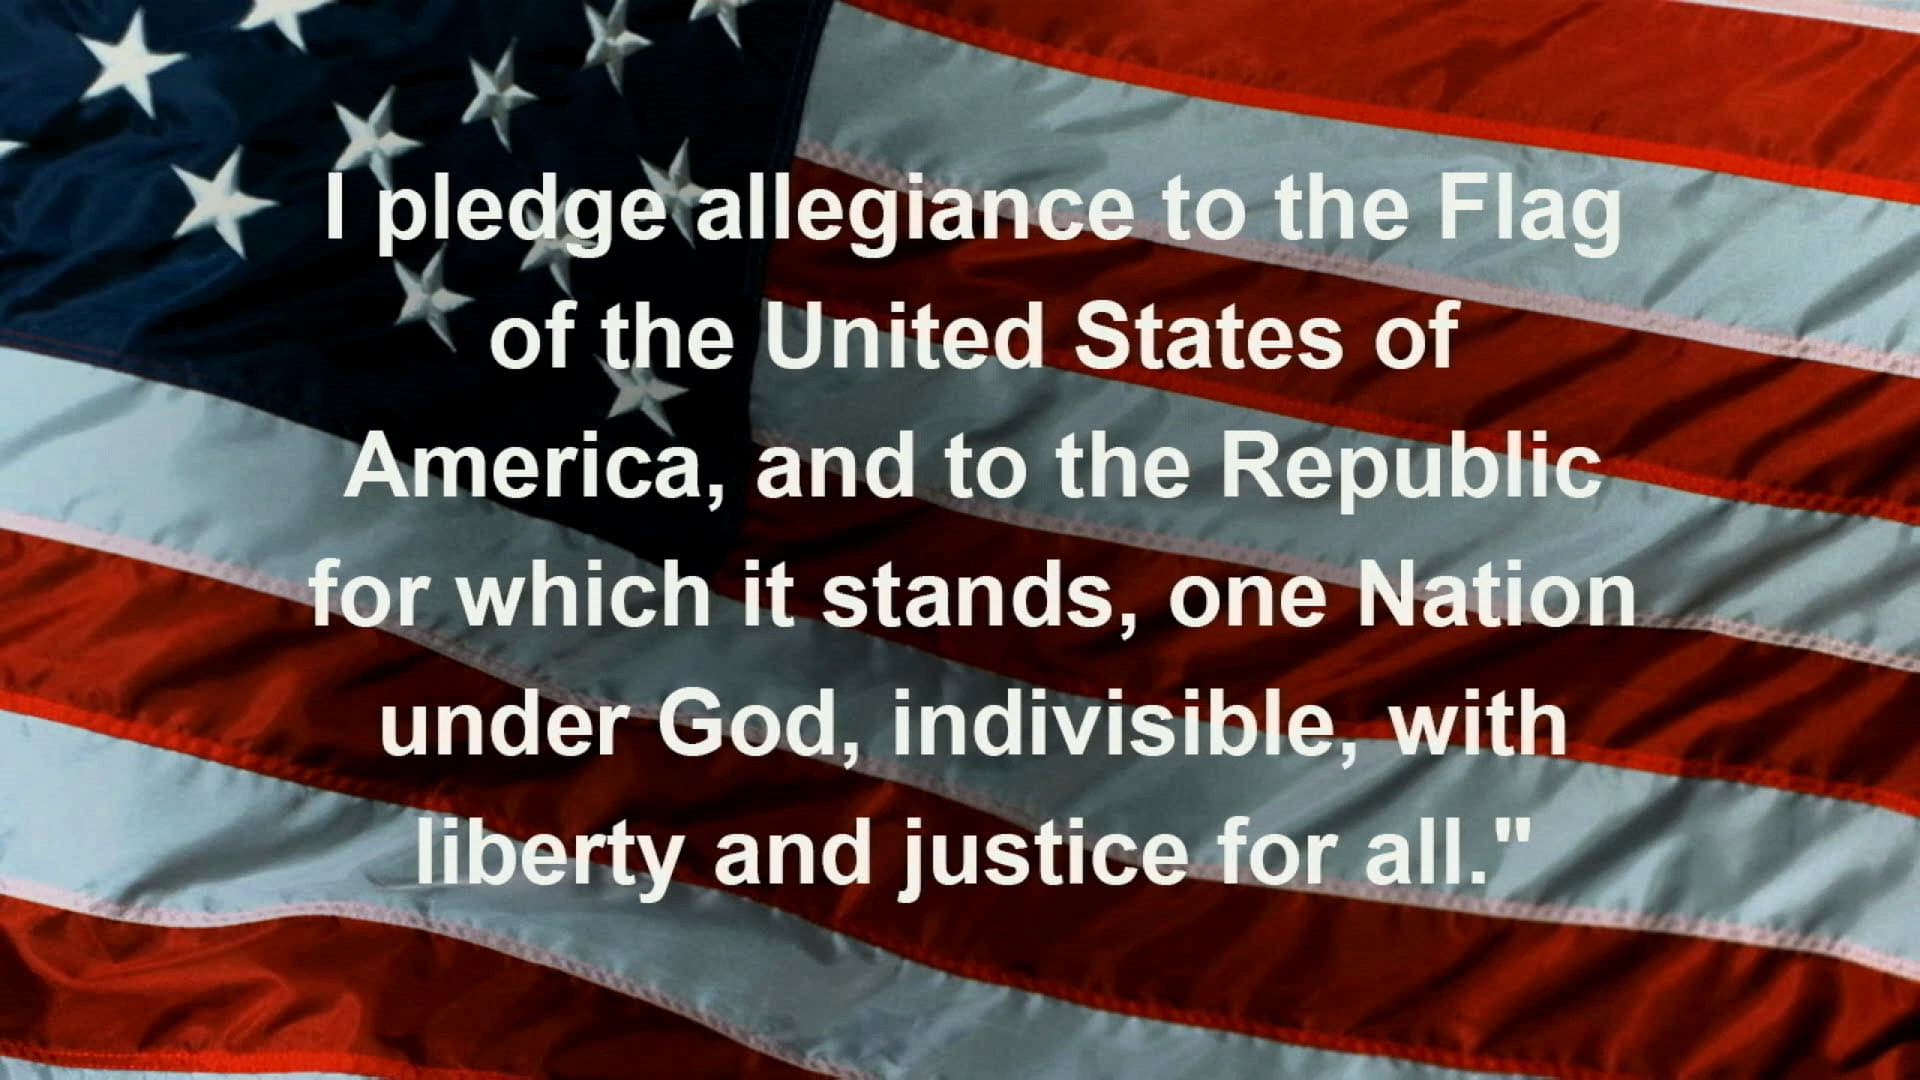 I pledge allegiance to the Flag
of the United States of
America, and to the Republic
for which it stands, one Nation
under God, indivisible, with
liberty and justice for all."